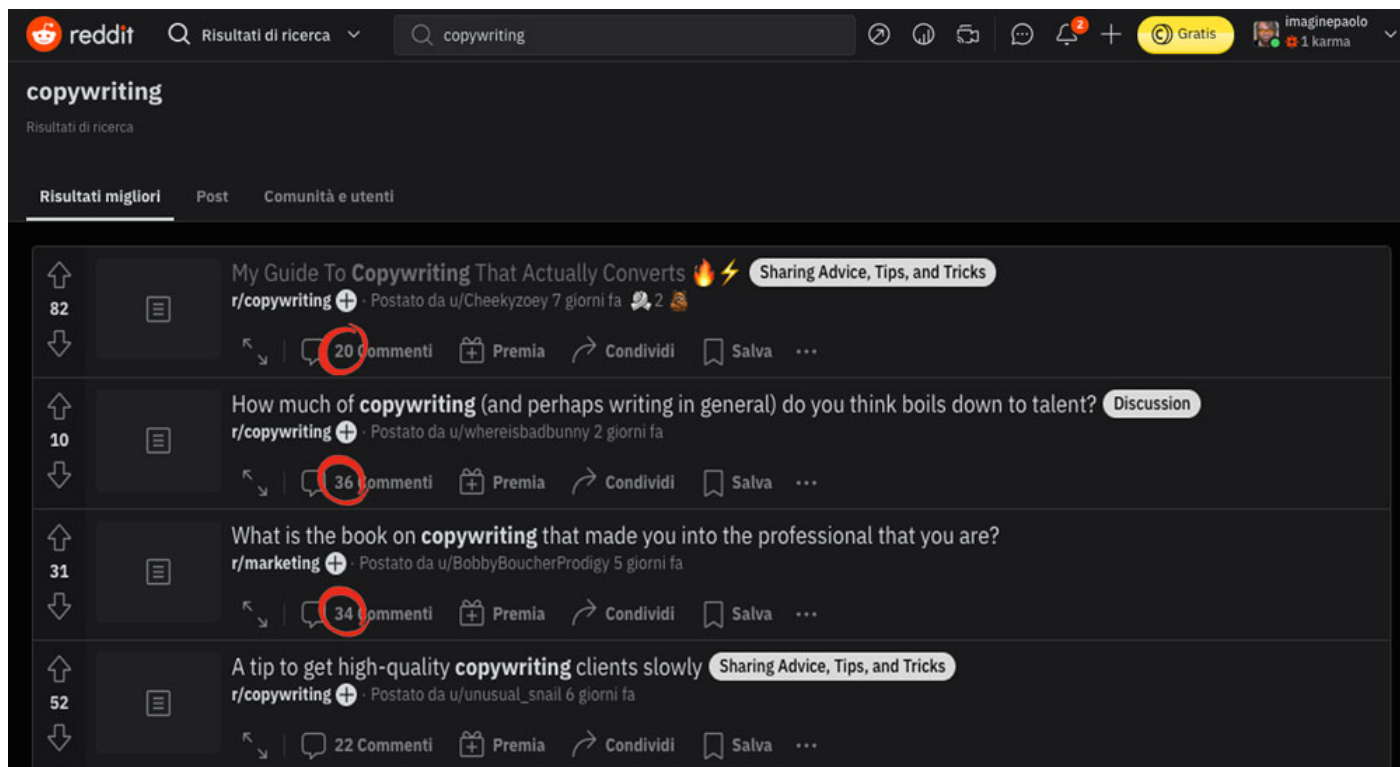 reddit Risultati di ricerca copywriting 2 Gratis imaginepaolo
1 karma
copywriting
Risultati di ricerca
Risultati migliori Post Comunità e utenti
My Guide To Copywriting That Actually Converts 🔥⚡ Sharing Advice, Tips, and Tricks
82 r/copywriting · Postato da u/Cheekyzoey 7 giorni fa 2
20 Commenti Premia Condividi Salva ...
How much of copywriting (and perhaps writing in general) do you think boils down to talent? Discussion
10 r/copywriting · Postato da u/whereisbadbunny 2 giorni fa
36 Commenti Premia Condividi Salva ...
What is the book on copywriting that made you into the professional that you are?
31 r/marketing · Postato da u/BobbyBoucherProdigy 5 giorni fa
34 Commenti Premia Condividi Salva ...
A tip to get high-quality copywriting clients slowly Sharing Advice, Tips, and Tricks
52 r/copywriting · Postato da u/unusual_snail 6 giorni fa
22 Commenti Premia Condividi Salva ...